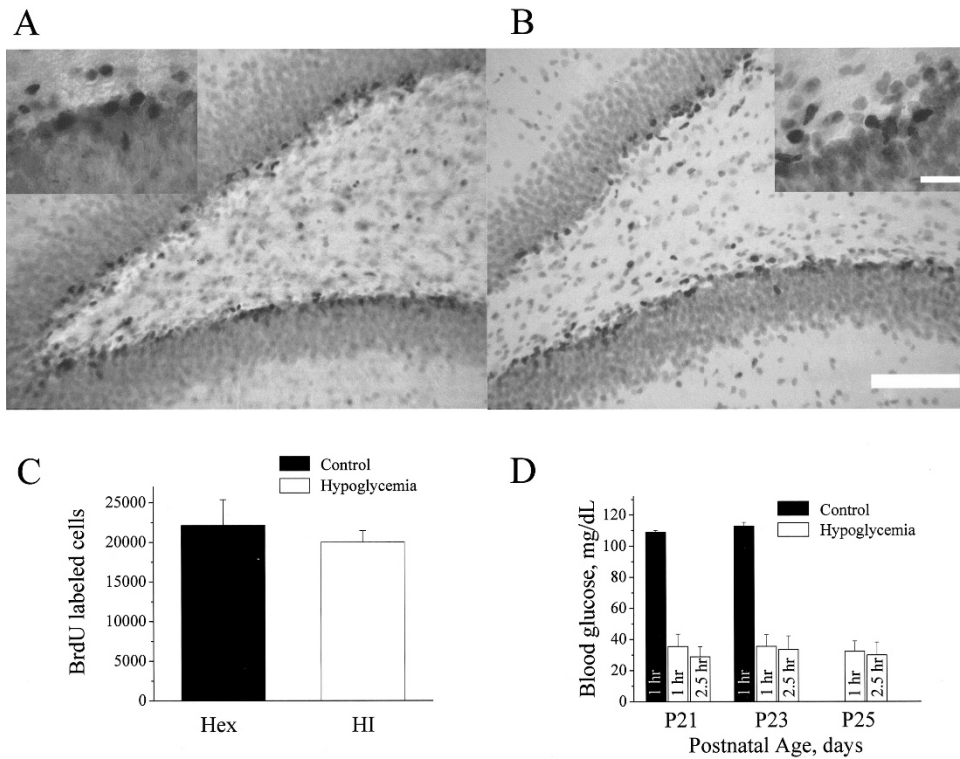 A
B
C
Control
Hypoglycemia
BrdU labeled cells
25000
20000
15000
10000
5000
0
Hex
HI
D
Control
Hypoglycemia
Blood glucose, mg/dL
120
100
80
60
40
20
0
1 hr
1 hr
2.5 hr
1 hr
1 hr
2.5 hr
1 hr
2.5 hr
P21
P23
P25
Postnatal Age, days